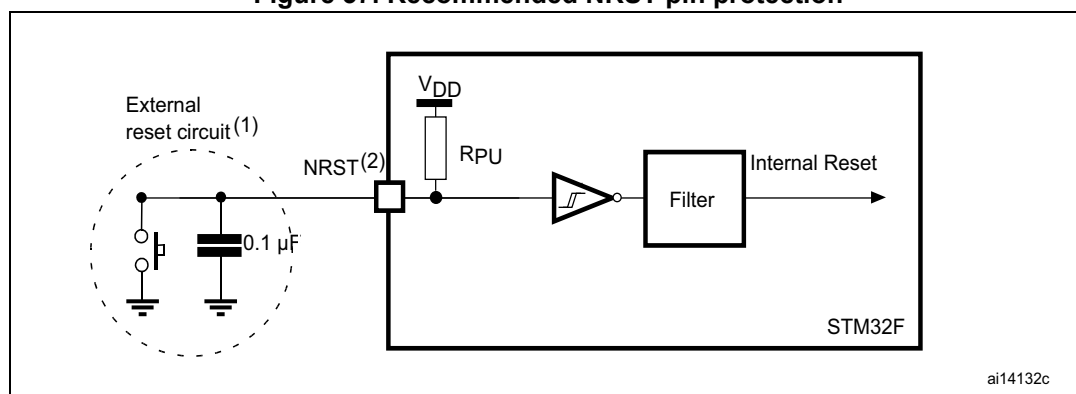 Figure 37. Recommended NRST pin protection
VDD
External
reset circuit(1)
NRST(2)
RPU
Internal Reset
Filter
0.1 µF
STM32F
ai14132c